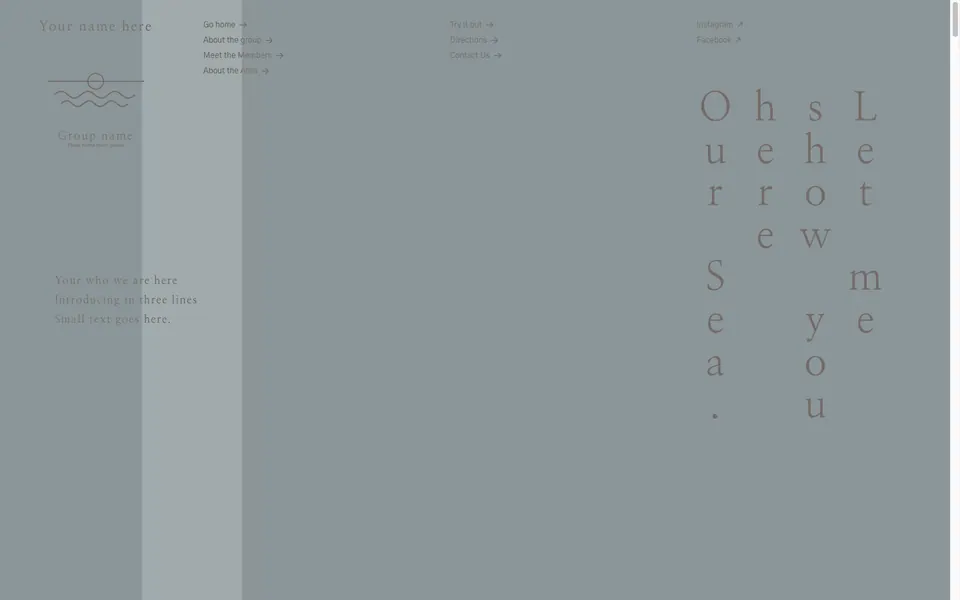 Your name here
Go home →
About the group →
Meet the Members →
About the Area →
Try it out →
Directions →
Contact Us →
Instagram ↗
Facebook ↗
Group name
Your who we are here
Introducing in three lines
Small text goes here.
Let me
show you
here
Our Sea.